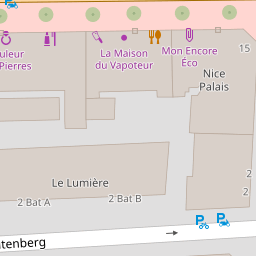 La Maison
du Vapoteur
Mon Encore
Éco
15
uleur
Pierres
Nice
Palais
Le Lumière
2 Bat A
2 Bat B
2
2
tenberg